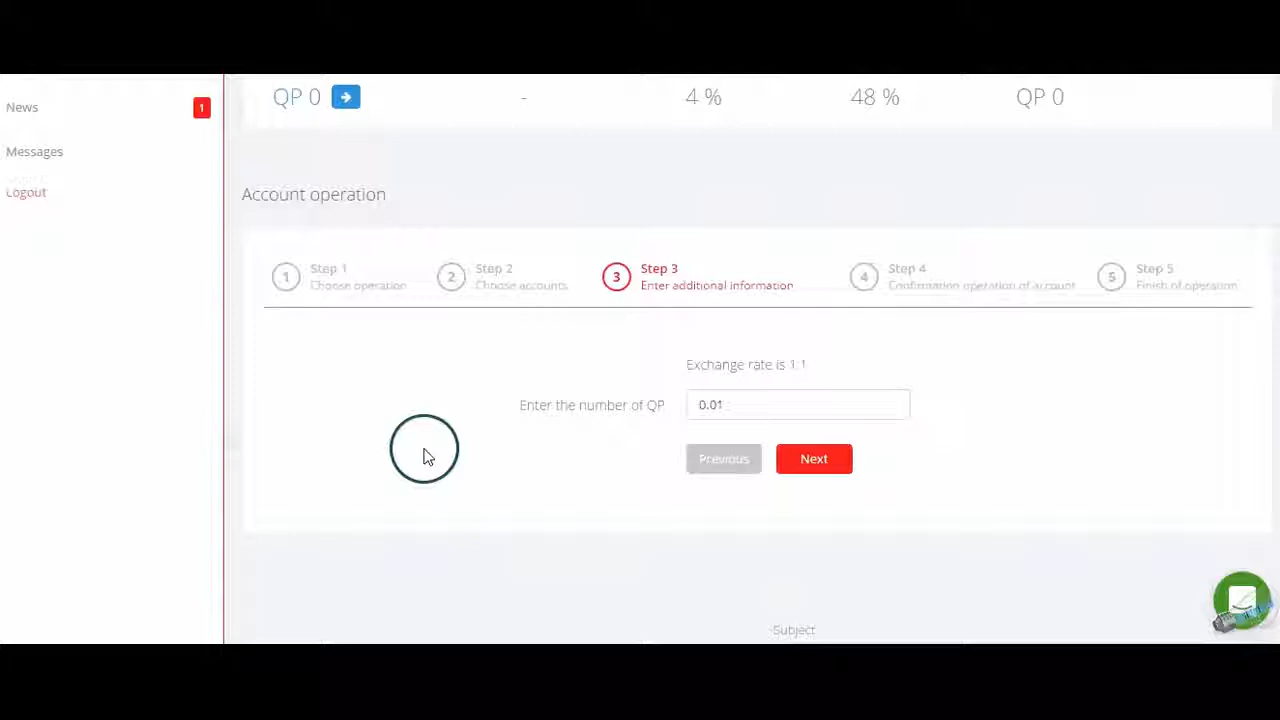 News 1
Messages
Logout
QP 0 - 4 % 48 % QP 0
Account operation
1 Step 1 Choose operation
2 Step 2 Choose accounts
3 Step 3 Enter additional information
4 Step 4 Confirmation operation of account
5 Step 5 Finish of operation
Exchange rate is 1:1
Enter the number of QP 0.01
Previous Next
Subject